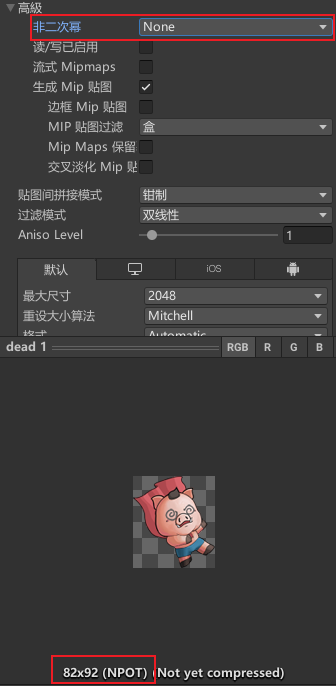 高級
非二次幂 None
读/写已启用
流式 Mipmaps
生成 Mip 贴图
边框 Mip 贴图
MIP 贴图过滤 盒
Mip Maps 保留
交叉淡化 Mip 贴
贴图间拼接模式 钳制
过滤模式 双线性
Aniso Level 1
默认 iOS
最大尺寸 2048
重设大小算法 Mitchell
格式 Automatic
dead 1 RGB R G B
82x92 (NPOT) (Not yet compressed)